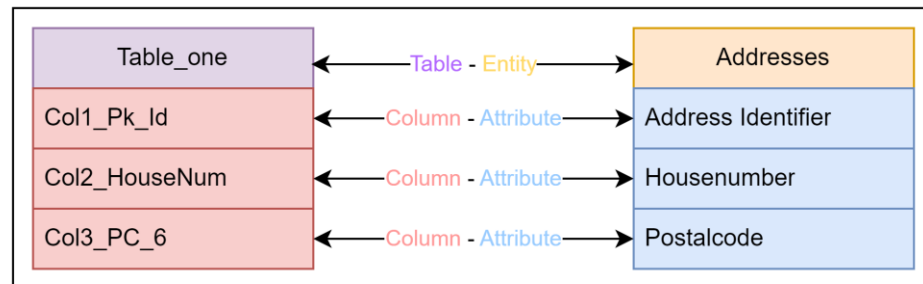 Table_one Table - Entity Addresses
Col1_Pk_Id Column - Attribute Address Identifier
Col2_HouseNum Column - Attribute Housenumber
Col3_PC_6 Column - Attribute Postalcode